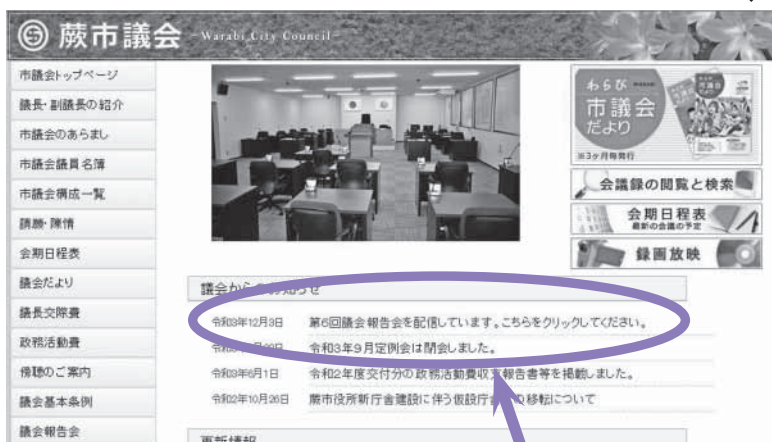 蕨市議会 -Warabi City Council-
市議会トップページ
議長・副議長の紹介
市議会のあらまし
市議会議員名簿
市議会構成一覧
請願・陳情
会期日程表
議会だより
議長交際費
政務活動費
傍聴のご案内
議会基本条例
議会報告会
わらび
市議会
だより
※3ヶ月毎発行
会議録の閲覧と検索
会期日程表
最新の会議の予定
録画放映
議会からのお知らせ
令和3年12月3日 第6回議会報告会を配信しています。こちらをクリックしてください。
令和3年9月定例会は閉会しました。
令和3年6月1日 令和2年度交付分の政務活動費収支報告書等を掲載しました。
令和2年10月26日 蕨市役所新庁舎建設に伴う仮設庁舎の移転について
更新情報